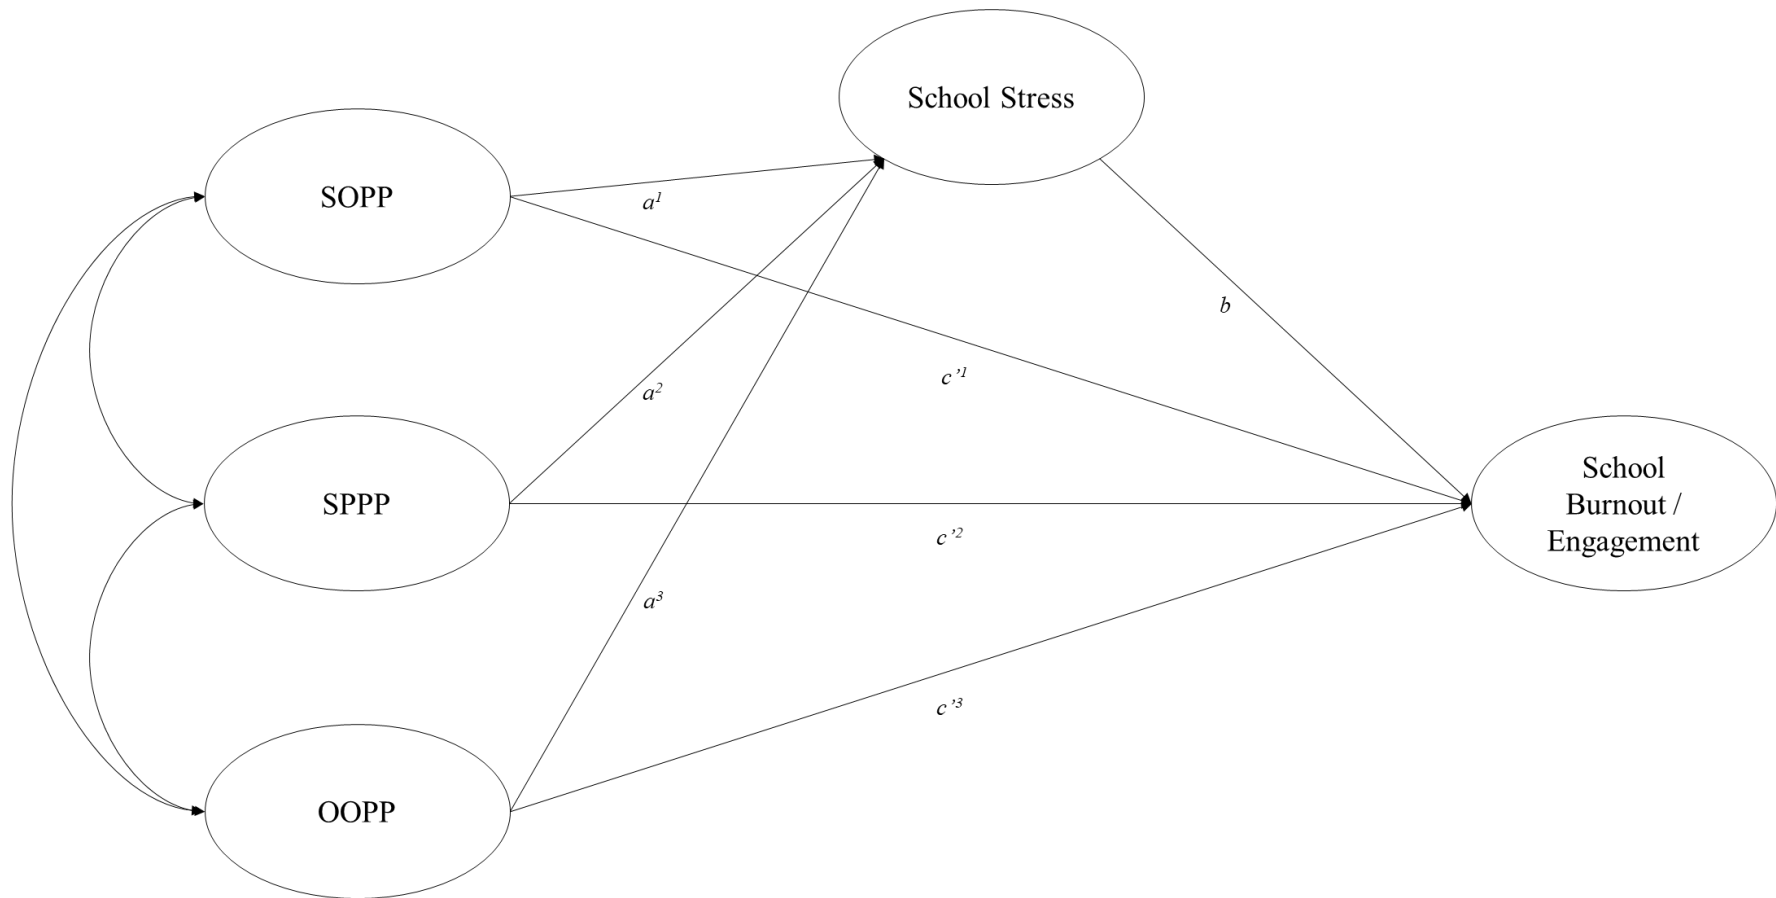 School Stress
SOPP
a¹
b
c’¹
a²
School
Burnout /
Engagement
SPPP
c’²
a³
c’³
OOPP